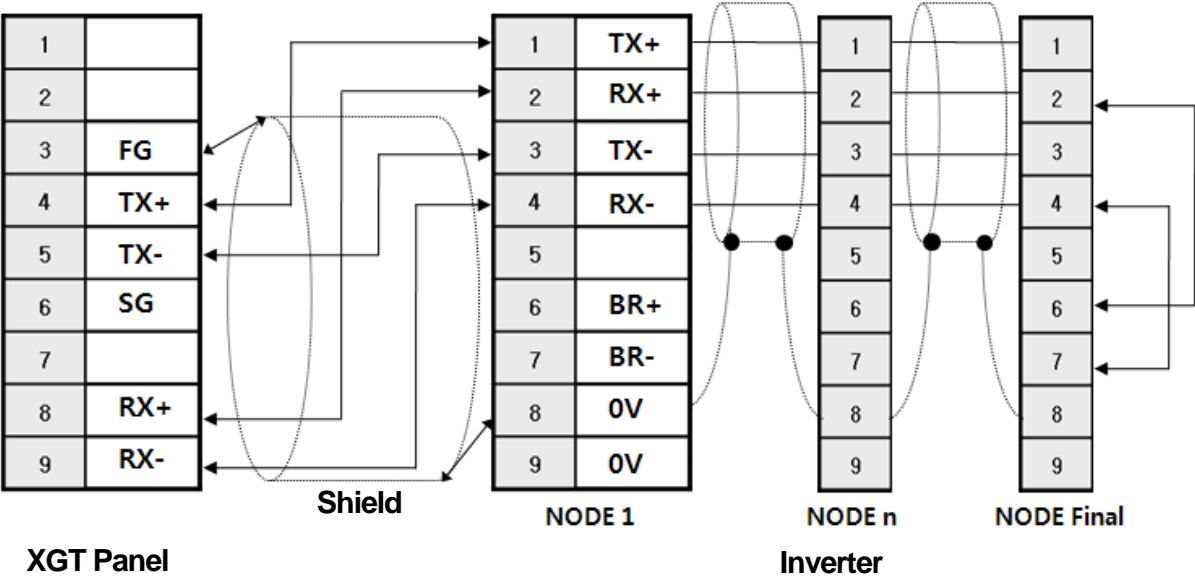 1 1 TX+ 1 1
2 2 RX+ 2 2
3 FG 3 TX- 3 3
4 TX+ 4 RX- 4 4
5 TX- 5 5 5
6 SG 6 BR+ 6 6
7 7 BR- 7 7
8 RX+ 8 0V 8 8
9 RX- 9 0V 9 9
Shield
NODE 1 NODE n NODE Final
XGT Panel Inverter